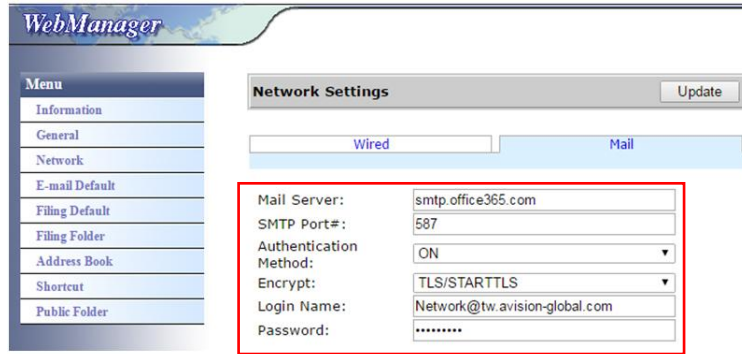 WebManager
Menu
Information
General
Network
E-mail Default
Filing Default
Filing Folder
Address Book
Shortcut
Public Folder
Network Settings
Update
Wired
Mail
Mail Server: smtp.office365.com
SMTP Port#: 587
Authentication
Method: ON
Encrypt: TLS/STARTTLS
Login Name: Network@tw.avision-global.com
Password: •••••••••